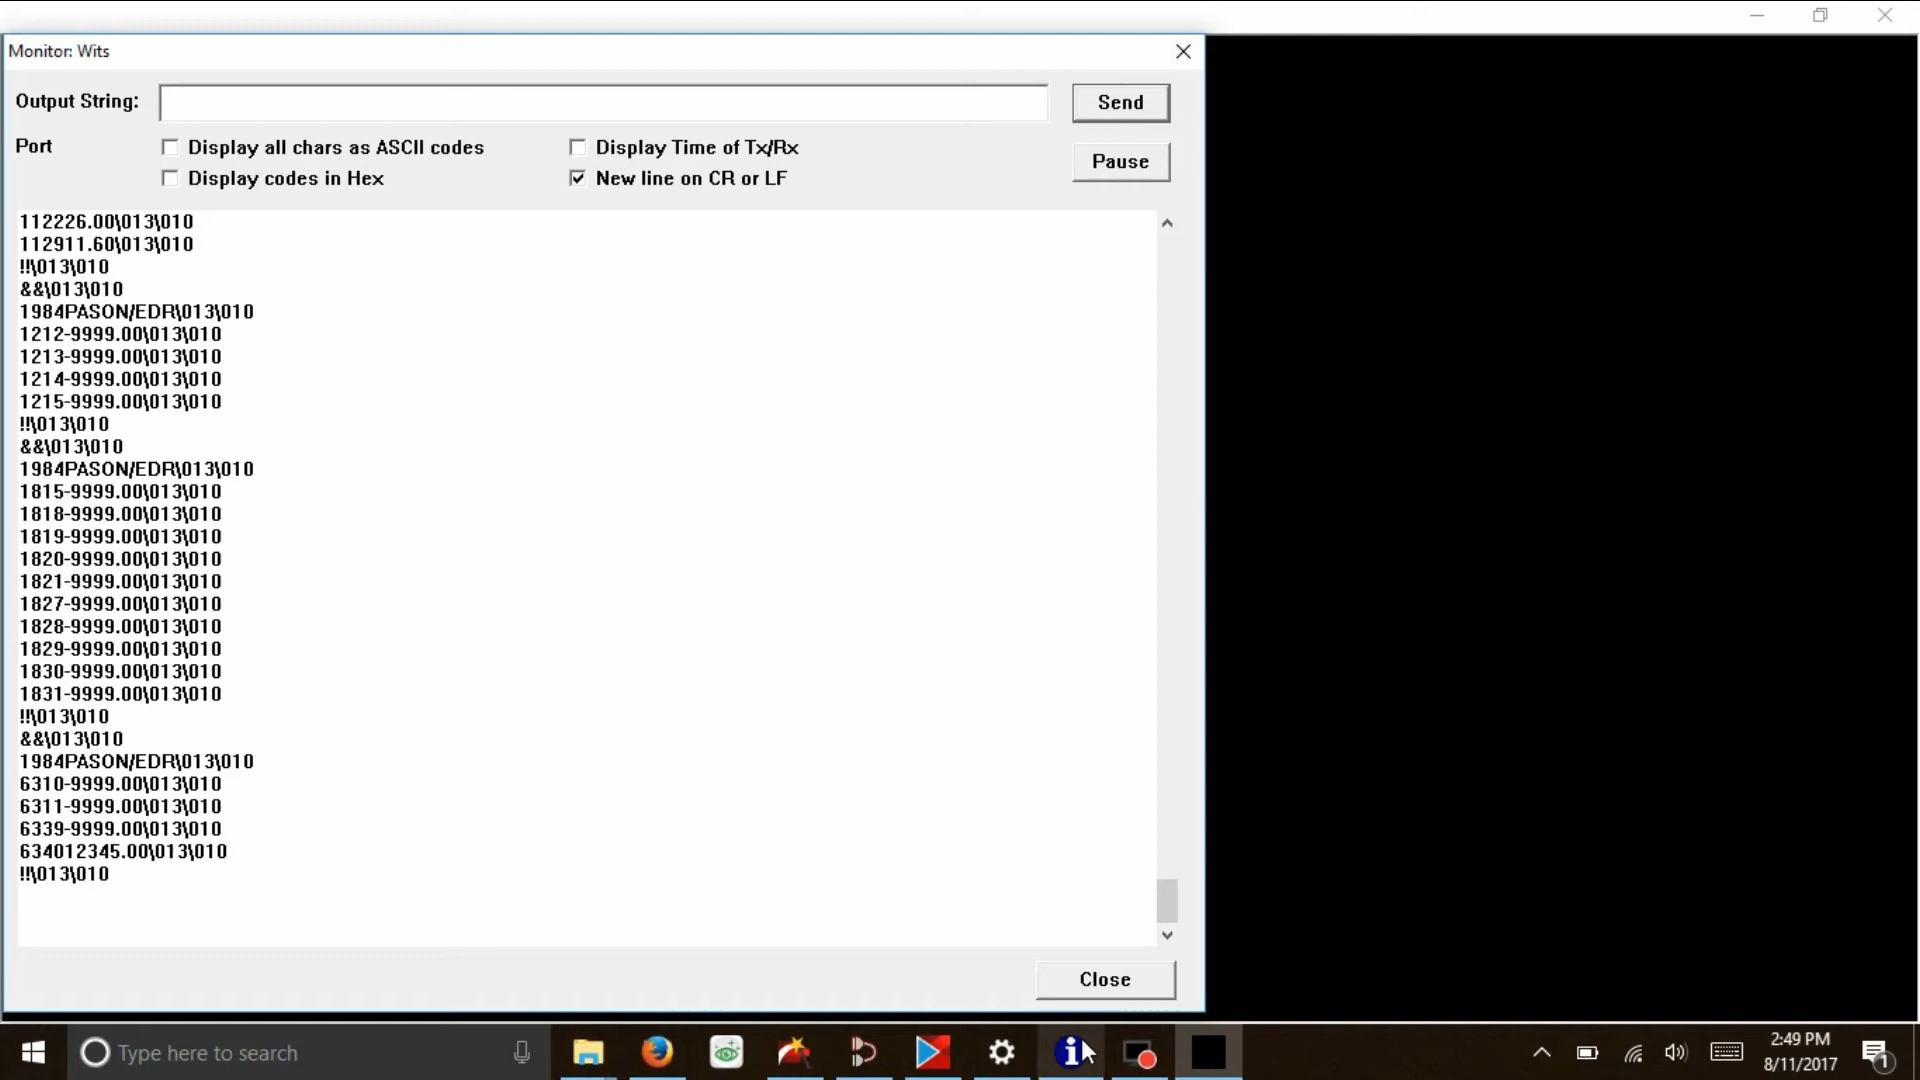 Monitor: Wits
Output String:
Send
Port
Display all chars as ASCII codes
Display Time of Tx/Rx
Pause
Display codes in Hex
New line on CR or LF
112226.00\013\010
112911.60\013\010
!!\013\010
&&\013\010
1984PASON/EDR\013\010
1212-9999.00\013\010
1213-9999.00\013\010
1214-9999.00\013\010
1215-9999.00\013\010
!!\013\010
&&\013\010
1984PASON/EDR\013\010
1815-9999.00\013\010
1818-9999.00\013\010
1819-9999.00\013\010
1820-9999.00\013\010
1821-9999.00\013\010
1827-9999.00\013\010
1828-9999.00\013\010
1829-9999.00\013\010
1830-9999.00\013\010
1831-9999.00\013\010
!!\013\010
&&\013\010
1984PASON/EDR\013\010
6310-9999.00\013\010
6311-9999.00\013\010
6339-9999.00\013\010
634012345.00\013\010
!!\013\010
Close
Type here to search
2:49 PM
8/11/2017
1